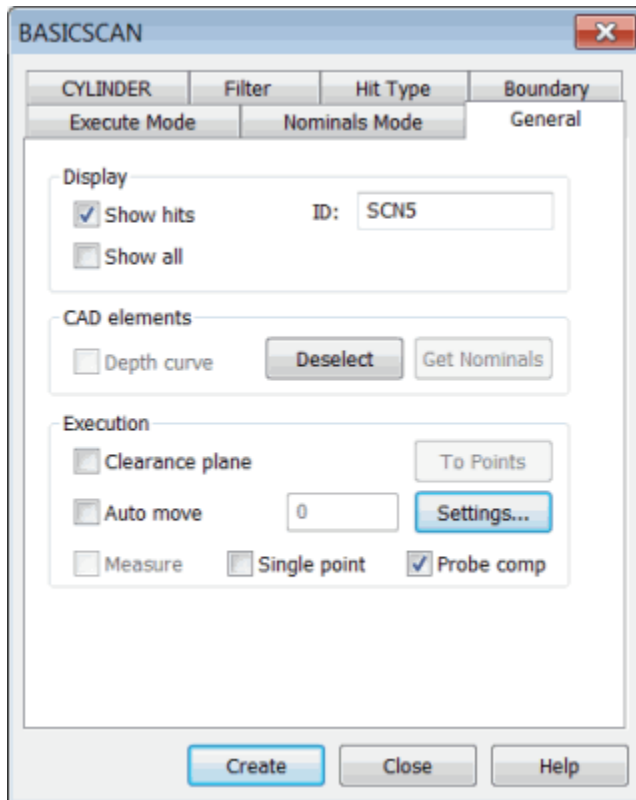 BASICSCAN
CYLINDER Filter Hit Type Boundary
Execute Mode Nominals Mode General
Display
Show hits ID: SCN5
Show all
CAD elements
Depth curve Deselect Get Nominals
Execution
Clearance plane To Points
Auto move 0 Settings...
Measure Single point Probe comp
Create Close Help